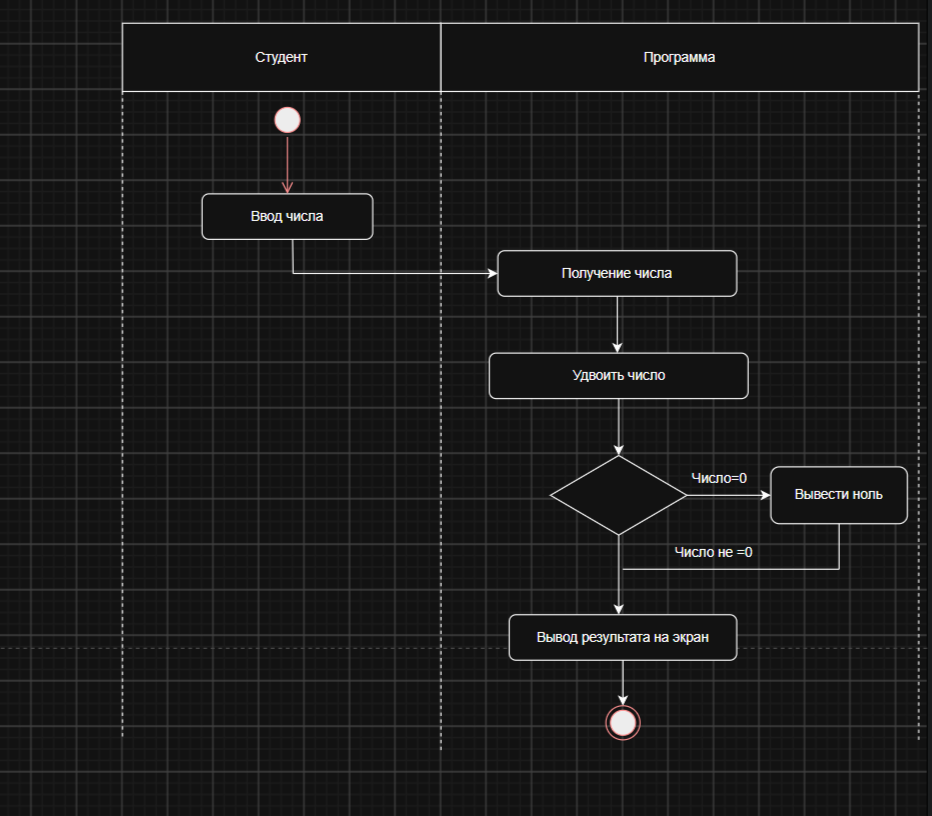 Студент
Программа
Ввод числа
Получение числа
Удвоить число
Число=0
Вывести ноль
Число не =0
Вывод результата на экран